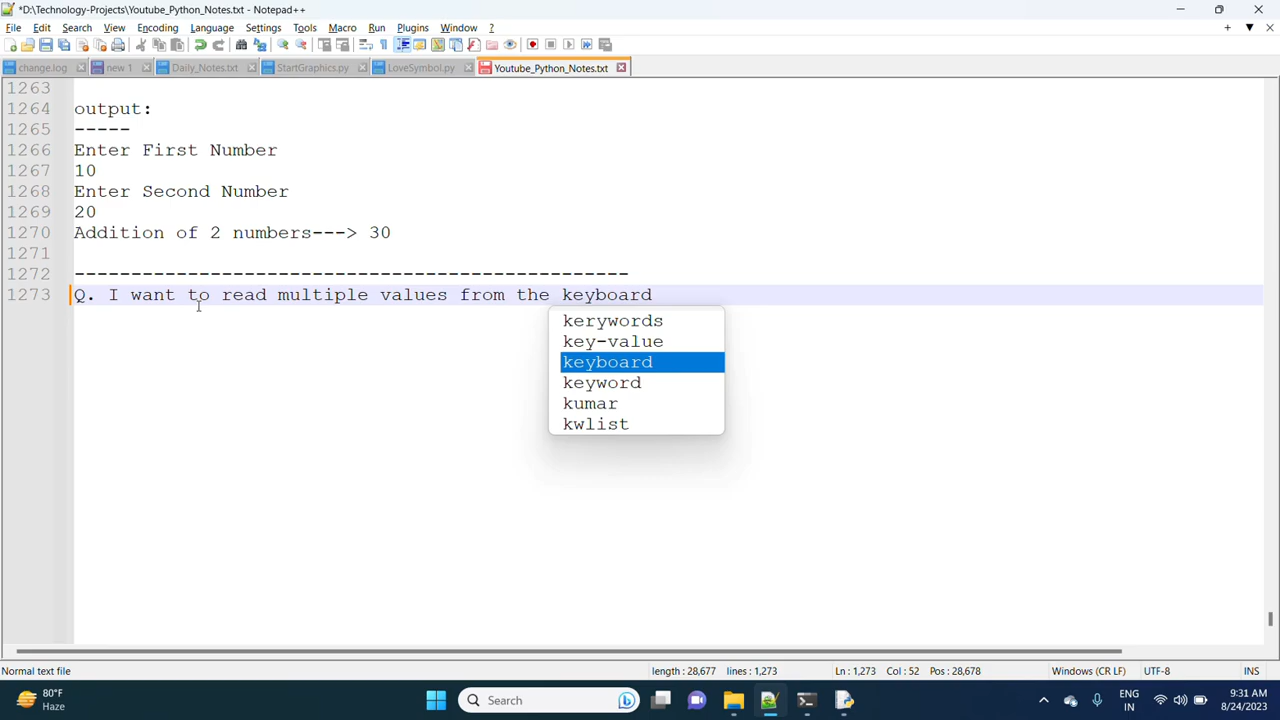 *D:\Technology-Projects\Youtube_Python_Notes.txt - Notepad++
File Edit Search View Encoding Language Settings Tools Macro Run Plugins Window ?
change.log new 1 Daily_Notes.txt StartGraphics.py LoveSymbol.py Youtube_Python_Notes.txt
1263
1264 output:
1265 -----
1266 Enter First Number
1267 10
1268 Enter Second Number
1269 20
1270 Addition of 2 numbers---> 30
1271
1272 -------------------------------------------------
1273 Q. I want to read multiple values from the keyboard
kerywords
key-value
keyboard
keyword
kumar
kwlist
Normal text file length : 28,677 lines : 1,273 Ln : 1,273 Col : 52 Pos : 28,678 Windows (CR LF) UTF-8 INS
80°F
Haze
Search
ENG
IN
9:31 AM
8/24/2023